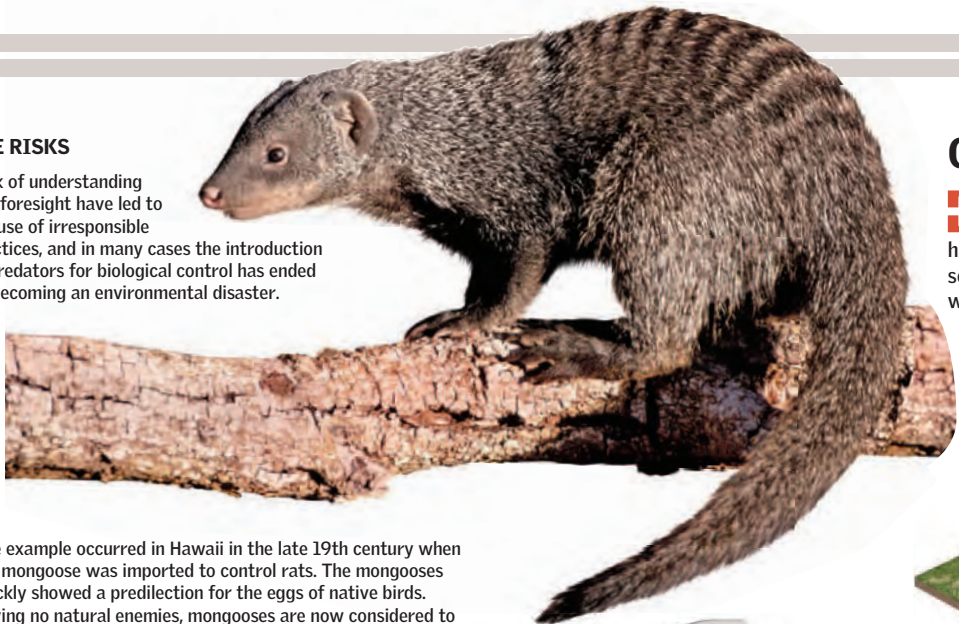 E RISKS
k of understanding
foresight have led to
use of irresponsible
ctices, and in many cases the introduction
redators for biological control has ended
ecoming an environmental disaster.
e example occurred in Hawaii in the late 19th century when
mongoose was imported to control rats. The mongooses
ckly showed a predilection for the eggs of native birds.
ving no natural enemies, mongooses are now considered to
h
s
w